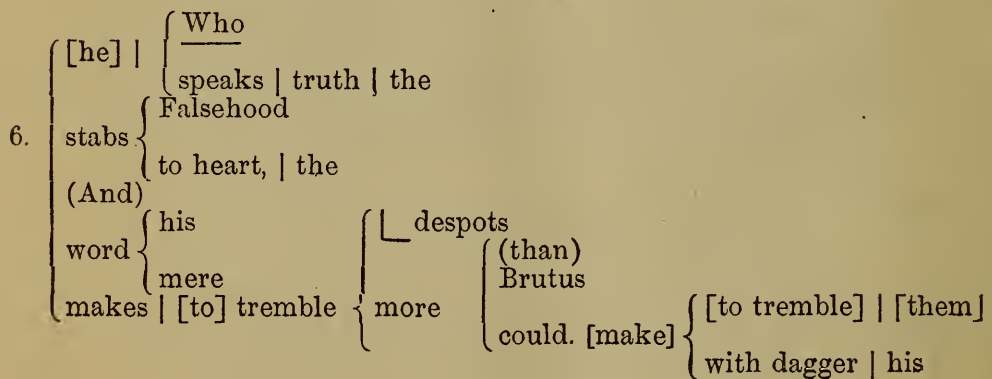 Who
[he] |
speaks | truth | the
Falsehood
6. stabs
to heart, | the
(And)
his
word
mere
makes | [to] tremble
despots
more
(than)
Brutus
could. [make]
[to tremble] | [them]
with dagger | his